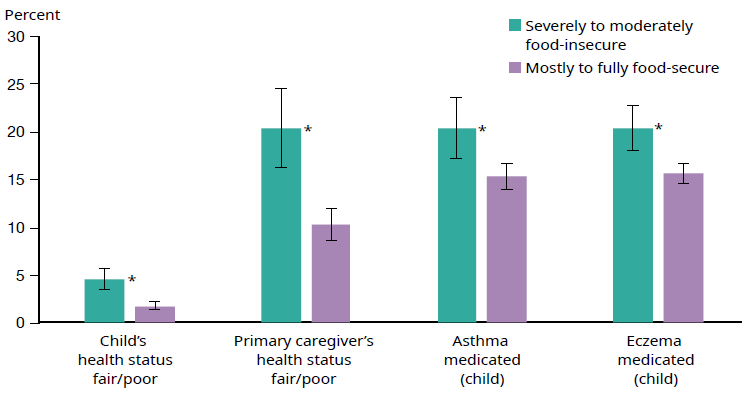 Percent
Severely to moderately
food-insecure
Mostly to fully food-secure
30
25
20
15
10
5
0
*
*
*
*
Child's
health status
fair/poor
Primary caregiver's
health status
fair/poor
Asthma
medicated
(child)
Eczema
medicated
(child)